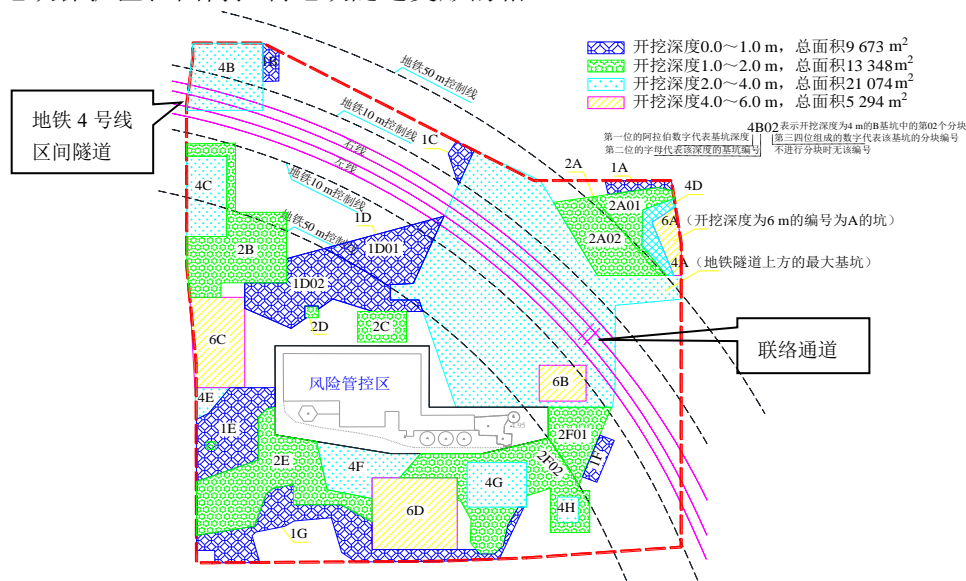 开挖深度0.0～1.0 m，总面积9 673 m²
开挖深度1.0～2.0 m，总面积13 348m²
开挖深度2.0～4.0 m，总面积21 074m²
开挖深度4.0～6.0 m，总面积5 294 m²
4B02表示开挖深度为4 m的B基坑中的第02个分块
第一位的阿拉伯数字代表基坑深度
第三四位组成的数字代表该基坑的分块编号
第二位的字母代表该深度的基坑编号
不进行分块时无该编号
地铁 4 号线
区间隧道
4B
1B
地铁50 m控制线
地铁10 m控制线
右线
左线
地铁10 m控制线
地铁50 m控制线
1C
2A
1A
4D
2A01
2A02
6A（开挖深度为6 m的编号为A的坑）
4A（地铁隧道上方的最大基坑）
4C
2B
1D
1D01
1D02
2D
2C
6C
联络通道
风险管控区
4.95
6B
4E
1E
2E
4F
2F01
2F02
1F
4G
4H
6D
1G